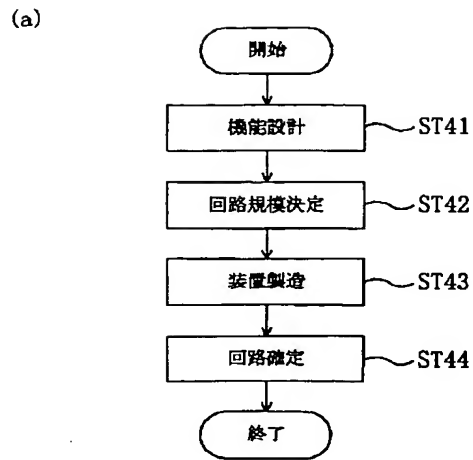 (a)
開始
機能設計 ST41
回路規模決定 ST42
装置製造 ST43
回路確定 ST44
終了